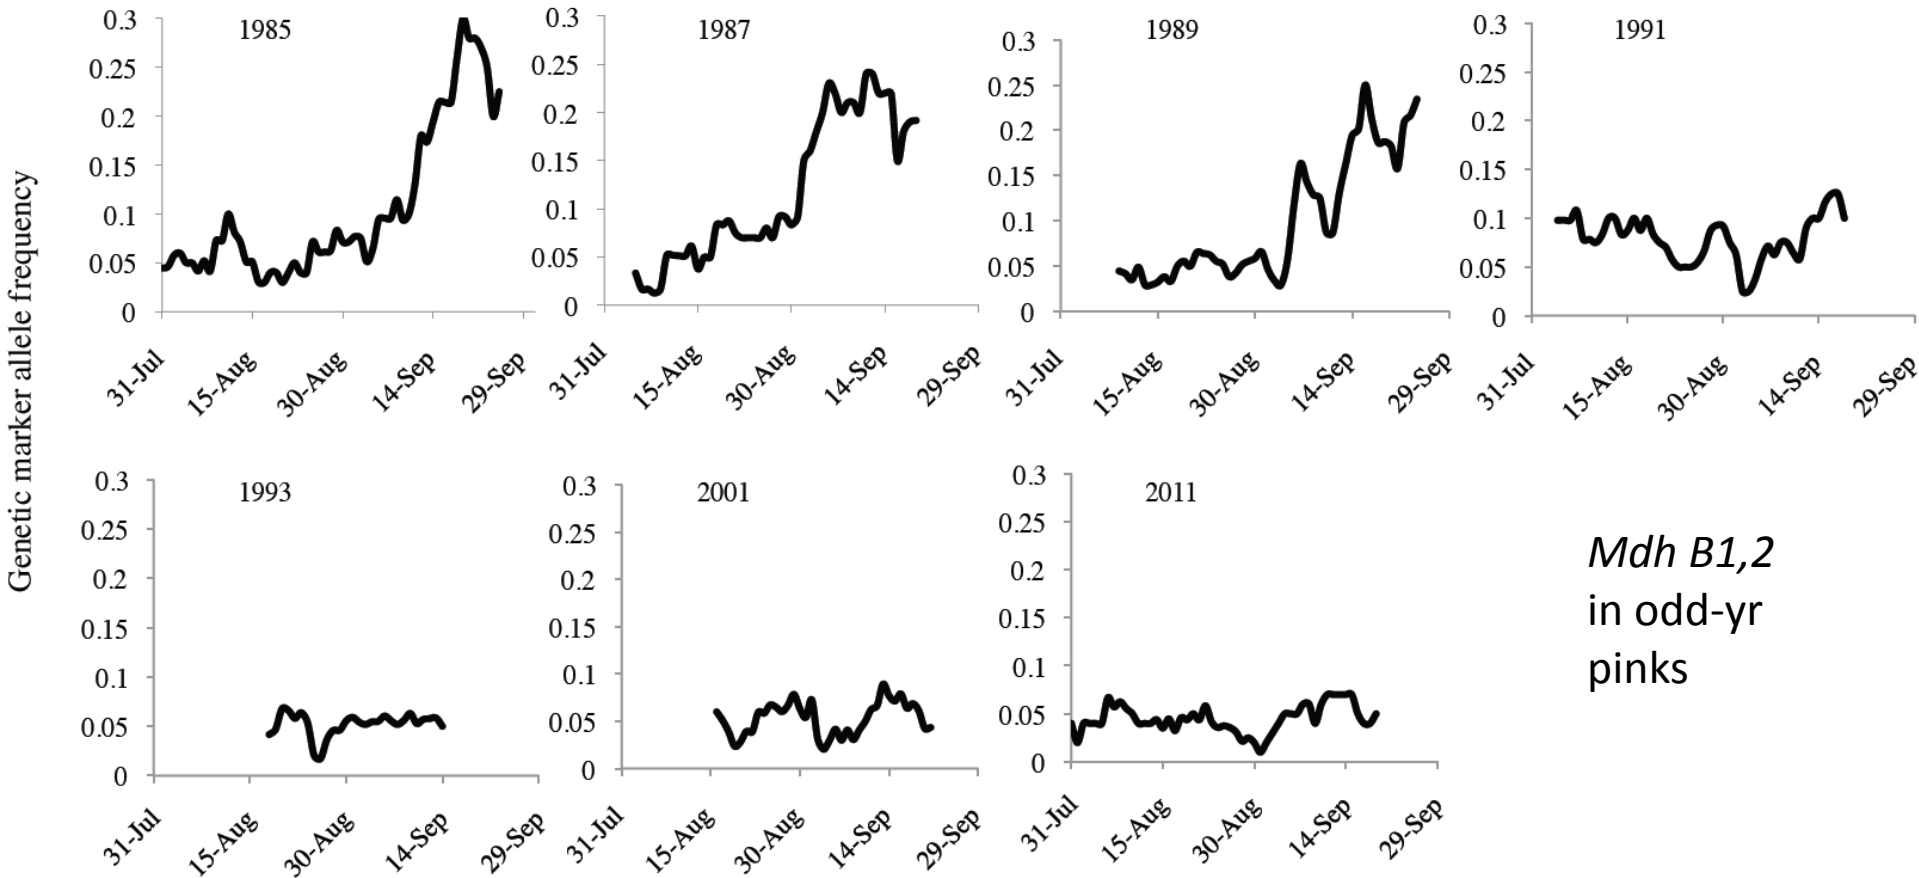 Genetic marker allele frequency
1985
0.3
0.25
0.2
0.15
0.1
0.05
0
31-Jul
15-Aug
30-Aug
14-Sep
29-Sep
1987
0.3
0.25
0.2
0.15
0.1
0.05
0
31-Jul
15-Aug
30-Aug
14-Sep
29-Sep
1989
0.3
0.25
0.2
0.15
0.1
0.05
0
31-Jul
15-Aug
30-Aug
14-Sep
29-Sep
1991
0.3
0.25
0.2
0.15
0.1
0.05
0
31-Jul
15-Aug
30-Aug
14-Sep
29-Sep
1993
0.3
0.25
0.2
0.15
0.1
0.05
0
31-Jul
15-Aug
30-Aug
14-Sep
29-Sep
2001
0.3
0.25
0.2
0.15
0.1
0.05
0
31-Jul
15-Aug
30-Aug
14-Sep
29-Sep
2011
0.3
0.25
0.2
0.15
0.1
0.05
0
31-Jul
15-Aug
30-Aug
14-Sep
29-Sep
Mdh B1,2
in odd-yr
pinks